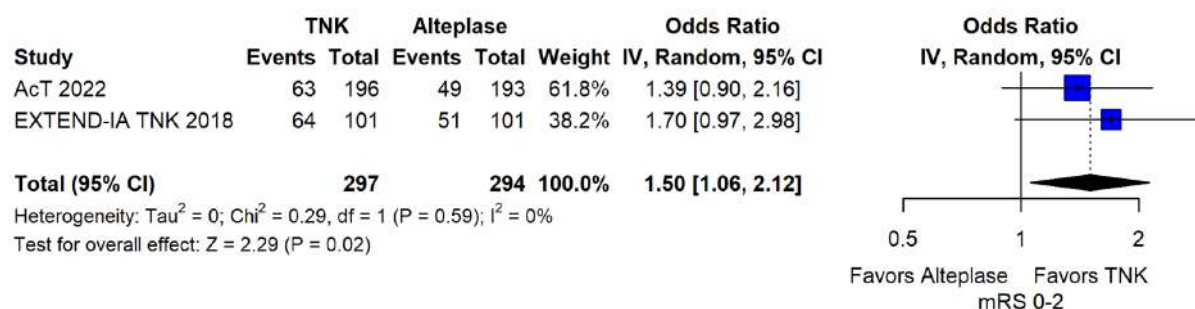 TNK Alteplase Odds Ratio Odds Ratio
Study Events Total Events Total Weight IV, Random, 95% CI IV, Random, 95% CI
AcT 2022 63 196 49 193 61.8% 1.39 [0.90, 2.16]
EXTEND-IA TNK 2018 64 101 51 101 38.2% 1.70 [0.97, 2.98]
Total (95% CI) 297 294 100.0% 1.50 [1.06, 2.12]
Heterogeneity: Tau² = 0; Chi² = 0.29, df = 1 (P = 0.59); I² = 0%
Test for overall effect: Z = 2.29 (P = 0.02)
0.5 1 2
Favors Alteplase Favors TNK
mRS 0-2